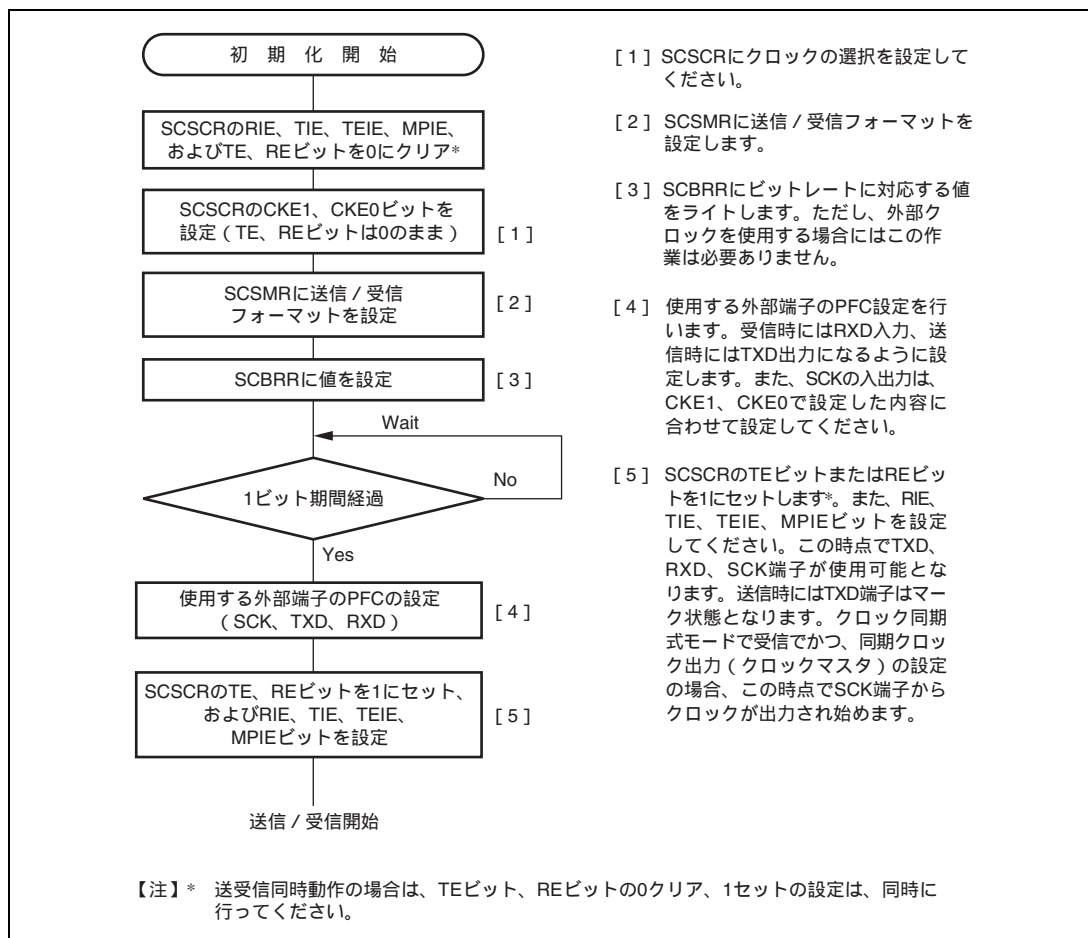 初 期 化 開 始
SCSCRのRIE、TIE、TEIE、MPIE、
およびTE、REビットを0にクリア*
SCSCRのCKE1、CKE0ビットを
設定（TE、REビットは0のまま）
[ 1 ]
SCSMRに送信 / 受信
フォーマットを設定
[ 2 ]
SCBRRに値を設定
[ 3 ]
Wait
1ビット期間経過
No
Yes
使用する外部端子のPFCの設定
（SCK、TXD、RXD）
[ 4 ]
SCSCRのTE、REビットを1にセット、
およびRIE、TIE、TEIE、
MPIEビットを設定
[ 5 ]
送信 / 受信開始
[ 1 ] SCSCRにクロックの選択を設定して
ください。
[ 2 ] SCSMRに送信 / 受信フォーマットを
設定します。
[ 3 ] SCBRRにビットレートに対応する値
をライトします。ただし、外部ク
ロックを使用する場合にはこの作
業は必要ありません。
[ 4 ] 使用する外部端子のPFC設定を行
います。受信時にはRXD入力、送
信時にはTXD出力になるように設
定します。また、SCKの入出力は、
CKE1、CKE0で設定した内容に
合わせて設定してください。
[ 5 ] SCSCRのTEビットまたはREビッ
トを1にセットします*。また、RIE、
TIE、TEIE、MPIEビットを設定
してください。この時点でTXD、
RXD、SCK端子が使用可能とな
ります。送信時にはTXD端子はマー
ク状態となります。クロック同期
式モードで受信でかつ、同期クロッ
ク出力（クロックマスタ）の設定
の場合、この時点でSCK端子から
クロックが出力され始めます。
【注】* 送受信同時動作の場合は、TEビット、REビットの0クリア、1セットの設定は、同時に
行ってください。